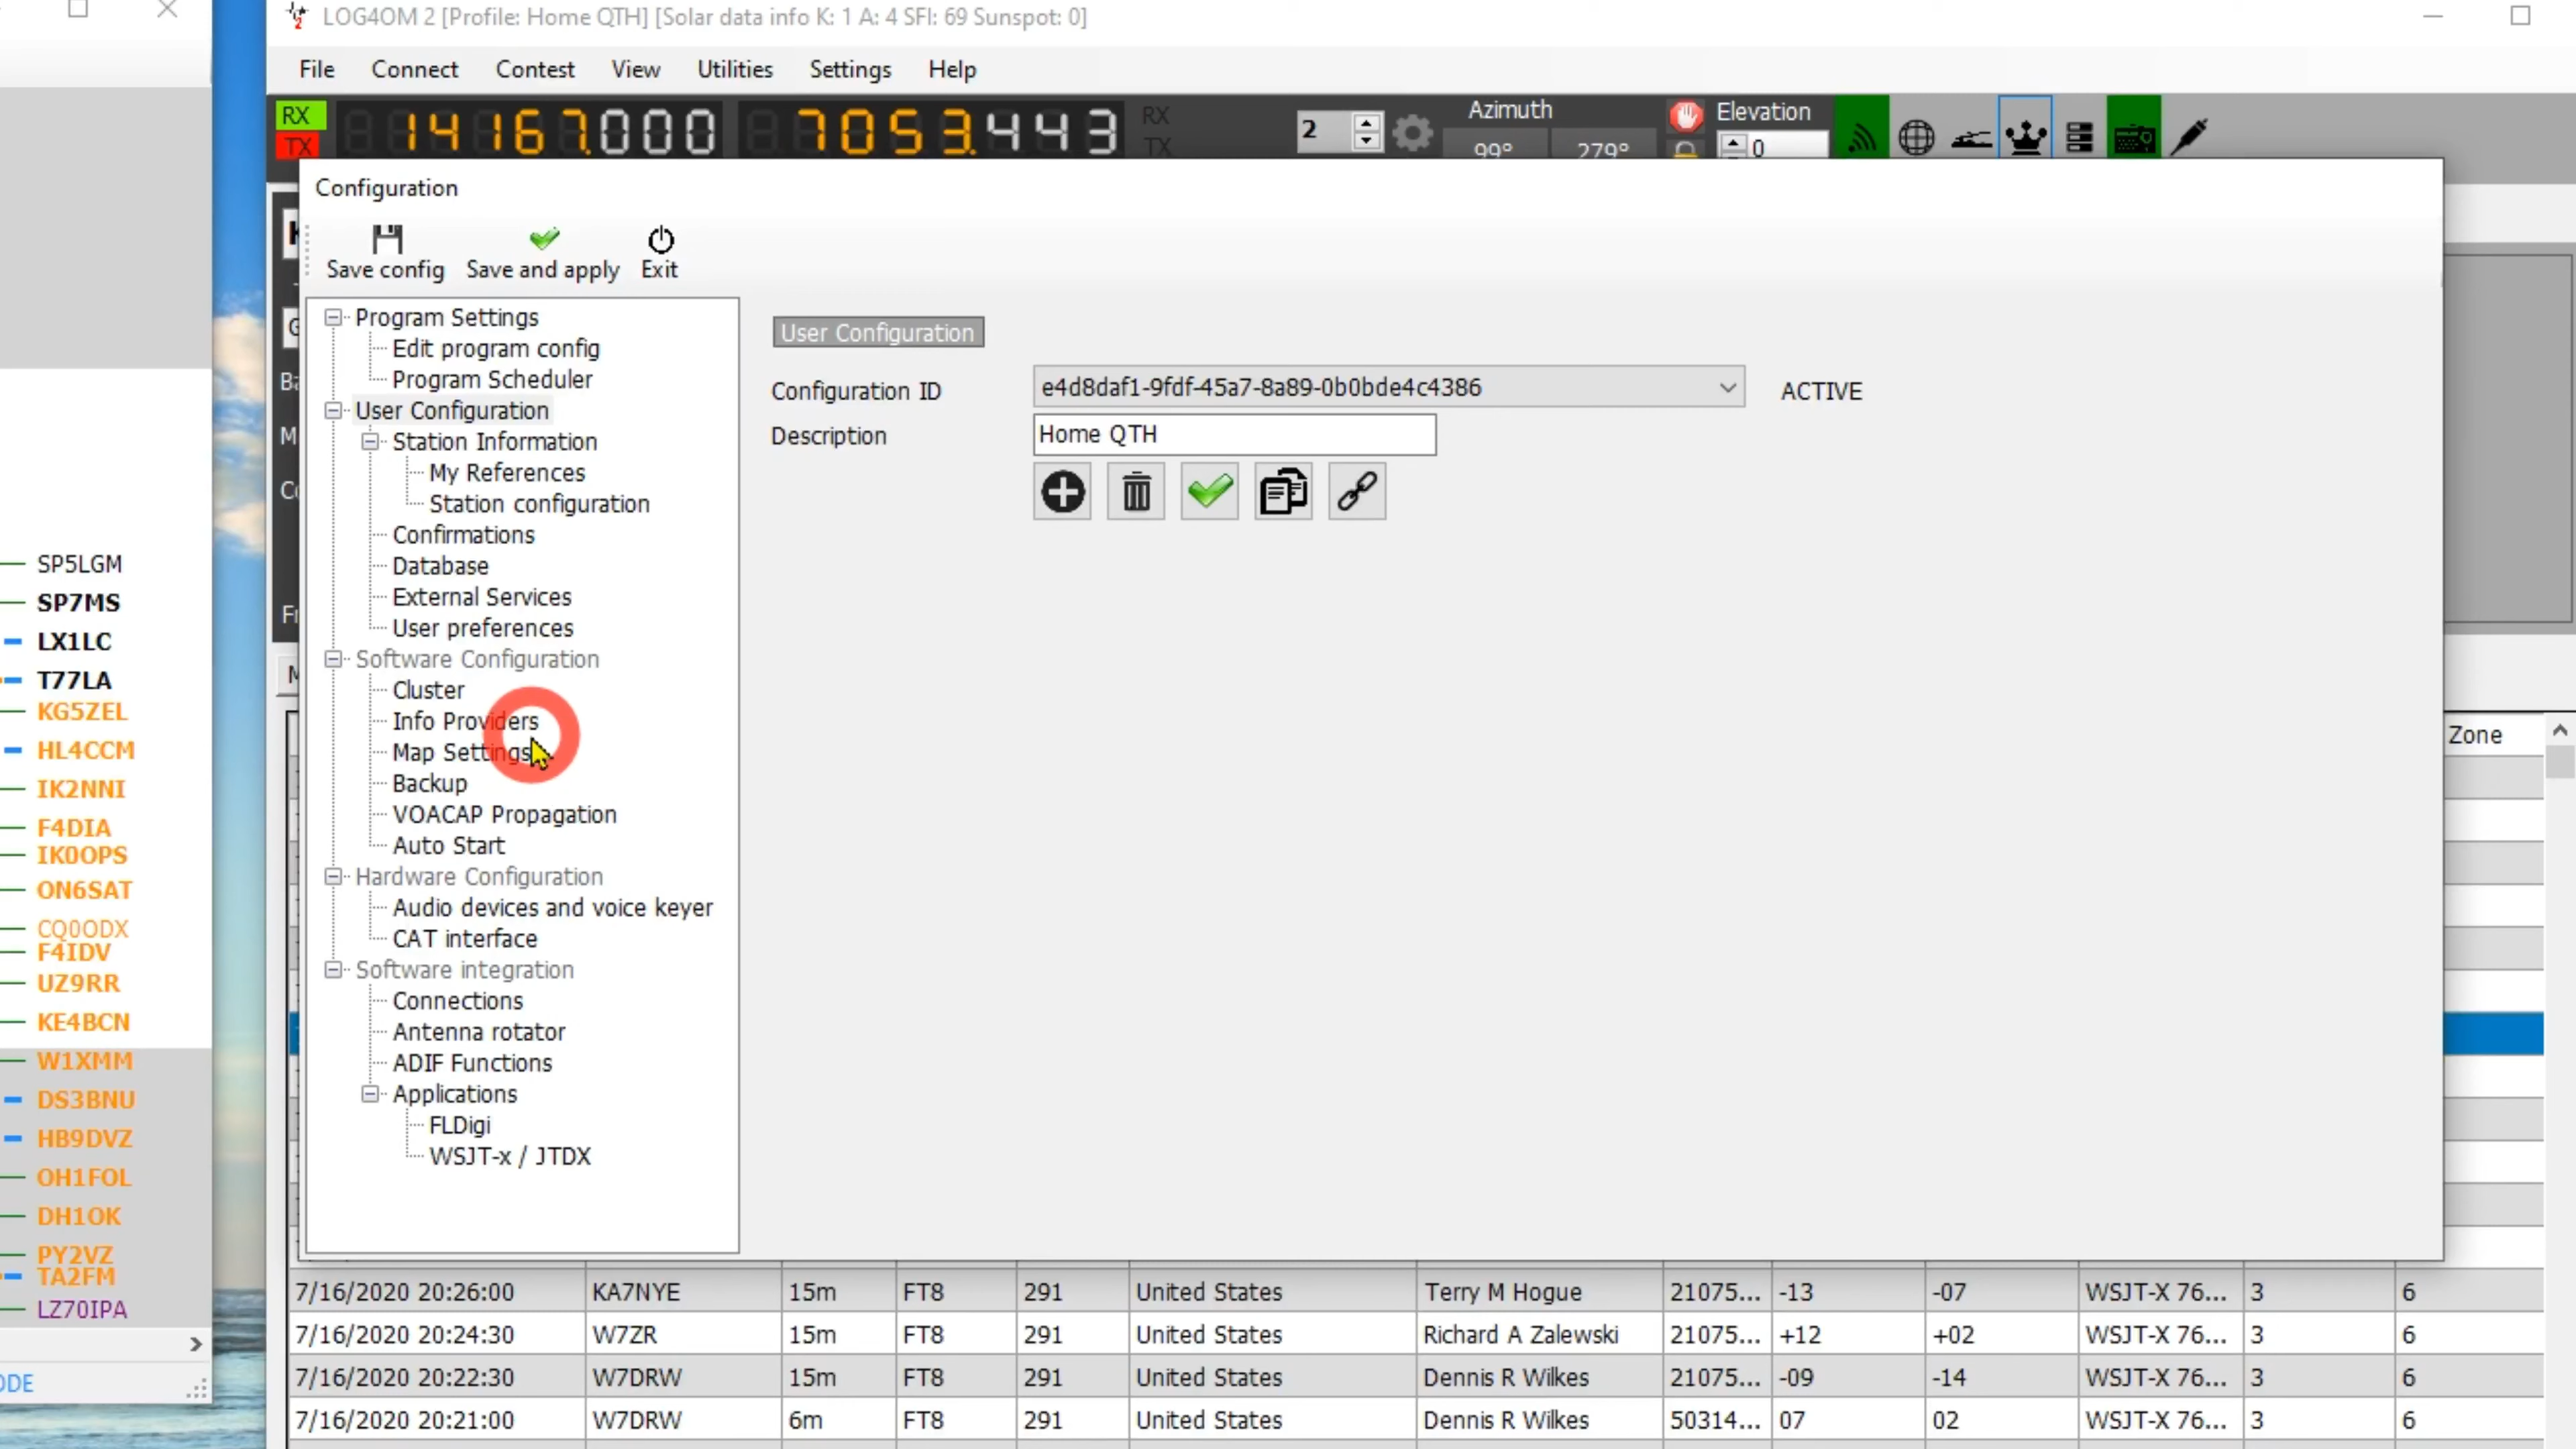 LOG4OM 2 [Profile: Home QTH] [Solar data info K: 1 A: 4 SFI: 69 Sunspot: 0]
File Connect Contest View Utilities Settings Help
RX 14167.000 7053.443 RX 2 Azimuth Elevation
TX TX 99° 279° 0
Configuration
Save config Save and apply Exit
Program Settings
Edit program config
Program Scheduler
User Configuration
Station Information
My References
Station configuration
Confirmations
Database
External Services
User preferences
Software Configuration
Cluster
Info Providers
Map Settings
Backup
VOACAP Propagation
Auto Start
Hardware Configuration
Audio devices and voice keyer
CAT interface
Software integration
Connections
Antenna rotator
ADIF Functions
Applications
FLDigi
WSJT-x / JTDX
User Configuration
Configuration ID e4d8daf1-9fdf-45a7-8a89-0b0bde4c4386 ACTIVE
Description Home QTH
SP5LGM
SP7MS
LX1LC
T77LA
KG5ZEL
HL4CCM
IK2NNI
F4DIA
IK0OPS
ON6SAT
CQ0ODX
F4IDV
UZ9RR
KE4BCN
W1XMM
DS3BNU
HB9DVZ
OH1FOL
DH1OK
PY2VZ
TA2FM
LZ70IPA
Zone
7/16/2020 20:26:00 KA7NYE 15m FT8 291 United States Terry M Hogue 21075... -13 -07 WSJT-X 76... 3 6
7/16/2020 20:24:30 W7ZR 15m FT8 291 United States Richard A Zalewski 21075... +12 +02 WSJT-X 76... 3 6
7/16/2020 20:22:30 W7DRW 15m FT8 291 United States Dennis R Wilkes 21075... -09 -14 WSJT-X 76... 3 6
7/16/2020 20:21:00 W7DRW 6m FT8 291 United States Dennis R Wilkes 50314... 07 02 WSJT-X 76... 3 6